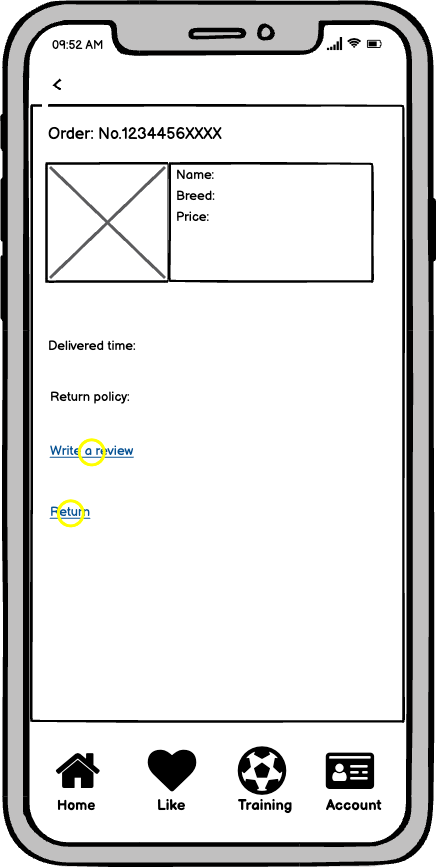 09:52 AM
<
Order: No.1234456XXXX
Name:
Breed:
Price:
Delivered time:
Return policy:
Write a review
Return
Home Like Training Account